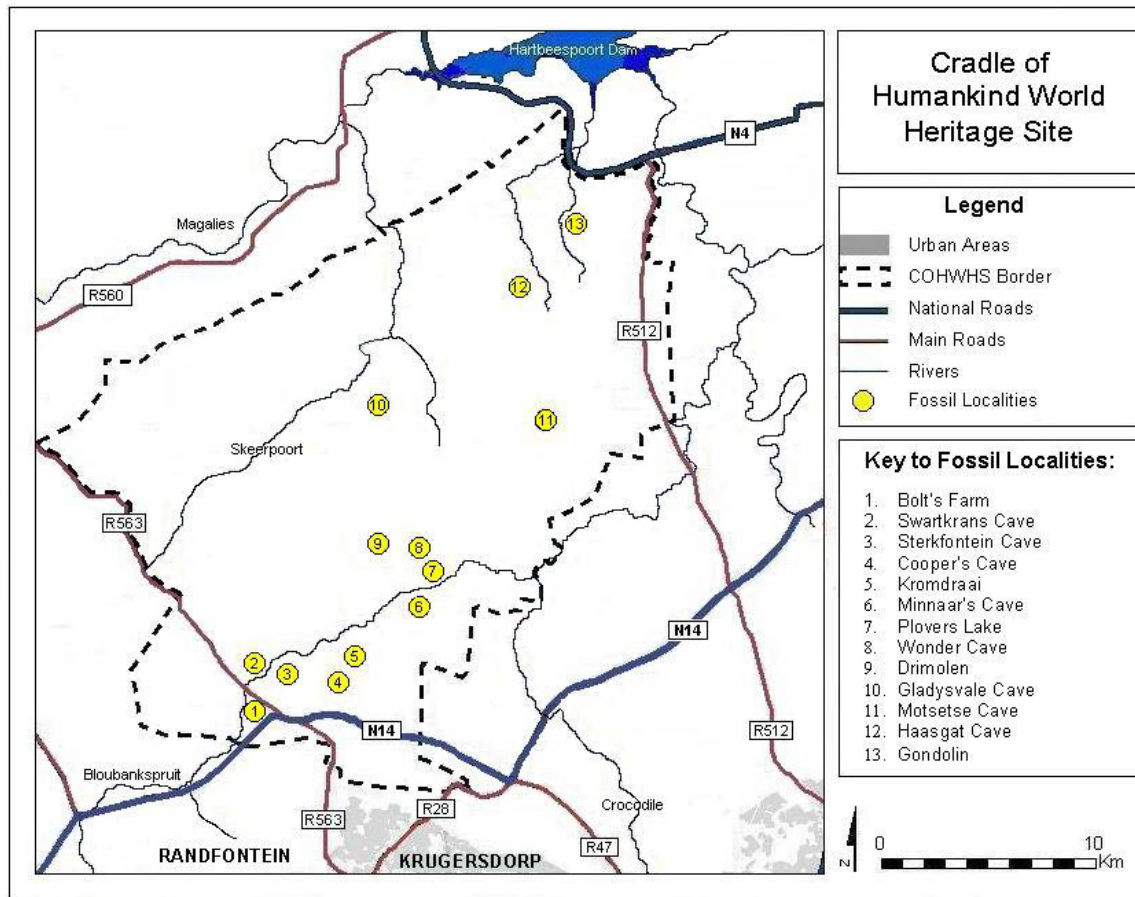 Hartbeespoort Dam
N4
Magalies
13
12
R560
R512
10
11
Skeerpoort
R563
9
8
7
6
N14
5
2
3
4
1
N14
R512
Bloubankspruit
R28
Crocodile
R563
R47
RANDFONTEIN
KRUGERSDORP
Cradle of
Humankind World
Heritage Site
Legend
Urban Areas
COHWHS Border
National Roads
Main Roads
Rivers
Fossil Localities
Key to Fossil Localities:
1. Bolt's Farm
2. Swartkrans Cave
3. Sterkfontein Cave
4. Cooper's Cave
5. Kromdraai
6. Minnaar's Cave
7. Plovers Lake
8. Wonder Cave
9. Drimolen
10. Gladysvale Cave
11. Motsetse Cave
12. Haasgat Cave
13. Gondolin
N
0 10
Km